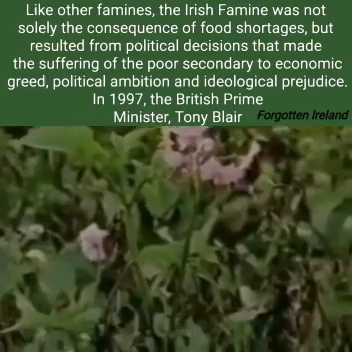 Like other famines, the Irish Famine was not
solely the consequence of food shortages, but
resulted from political decisions that made
the suffering of the poor secondary to economic
greed, political ambition and ideological prejudice.
In 1997, the British Prime
Minister, Tony Blair
Forgotten Ireland